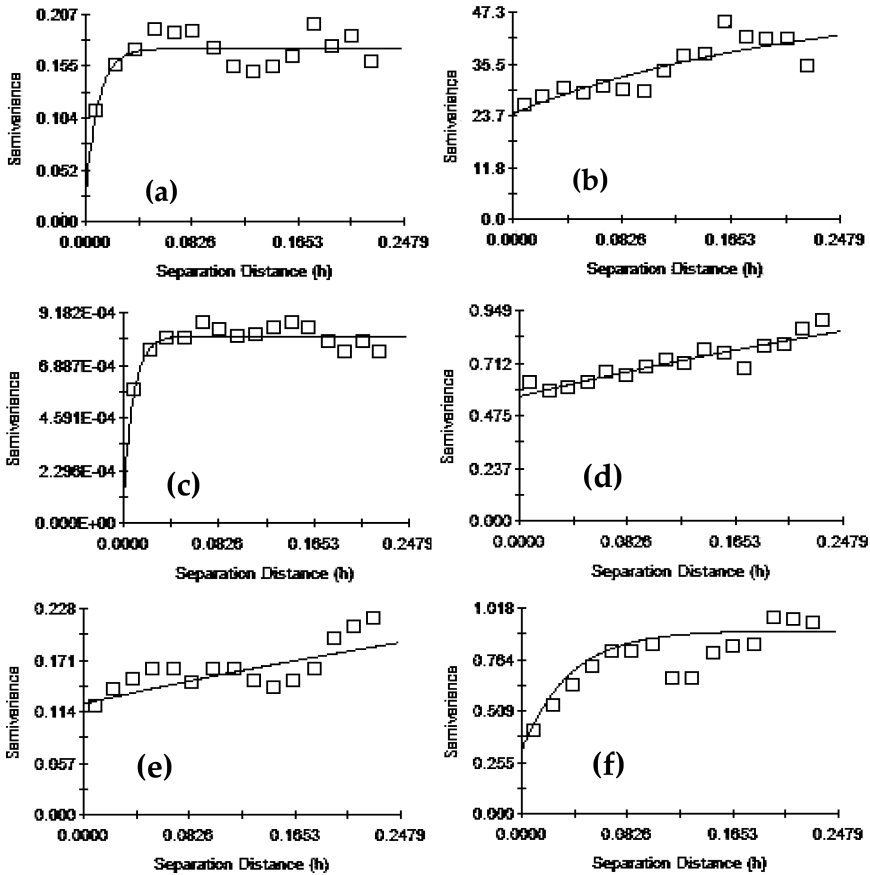 0.207
0.155
0.104
0.052
0.000
Semivariance
(a)
0.0000 0.0826 0.1653 0.2479
Separation Distance (h)
47.3
35.5
23.7
11.8
0.0
Semivariance
(b)
0.0000 0.0826 0.1653 0.2479
Separation Distance (h)
9.182E-04
6.887E-04
4.591E-04
2.296E-04
0.000E+00
Semivariance
(c)
0.0000 0.0826 0.1653 0.2479
Separation Distance (h)
0.949
0.712
0.475
0.237
0.000
Semivariance
(d)
0.0000 0.0826 0.1653 0.2479
Separation Distance (h)
0.228
0.171
0.114
0.057
0.000
Semivariance
(e)
0.0000 0.0826 0.1653 0.2479
Separation Distance (h)
1.018
0.764
0.509
0.255
0.000
Semivariance
(f)
0.0000 0.0826 0.1653 0.2479
Separation Distance (h)